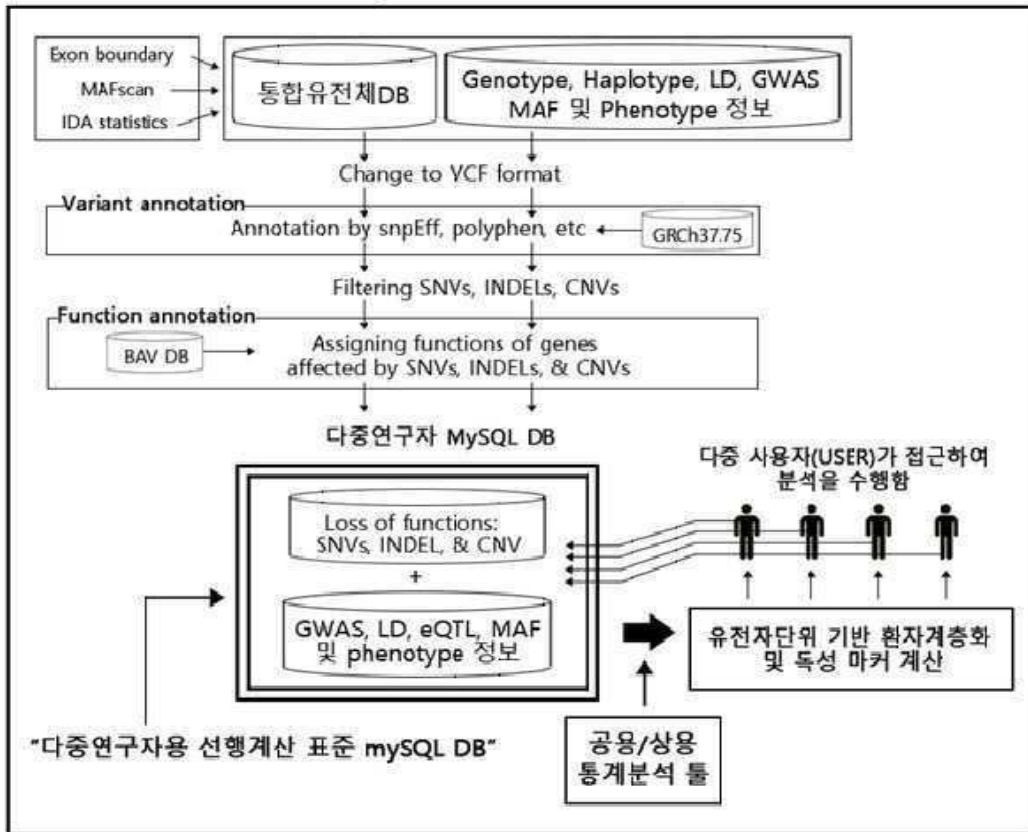 Exon boundary
MAFscan
IDA statistics
통합유전체DB
Genotype, Haplotype, LD, GWAS
MAF 및 Phenotype 정보
Change to VCF format
Variant annotation
Annotation by snpEff, polyphen, etc
GRCh37.75
Filtering SNVs, INDELs, CNVs
Function annotation
BAV DB
Assigning functions of genes
affected by SNVs, INDELs, & CNVs
다중연구자 MySQL DB
다중 사용자(USER)가 접근하여
분석을 수행함
Loss of functions:
SNVs, INDEL, & CNV
+
GWAS, LD, eQTL, MAF
및 phenotype 정보
유전자단위 기반 환자계층화
및 독성 마커 계산
"다중연구자용 선행계산 표준 mySQL DB"
공용/상용
통계분석 툴